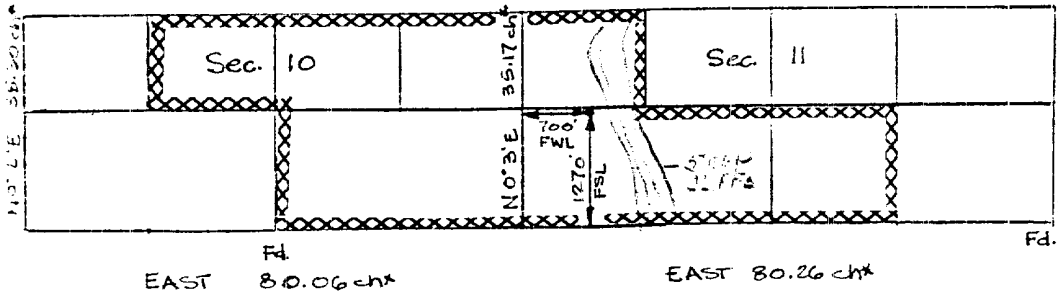 Sec. 10
35.17 ch*
Sec. 11
N0°3'E
700'
FWL
1270'
FSL
Fd.
Fd.
EAST 80.06 ch*
EAST 80.26 ch*